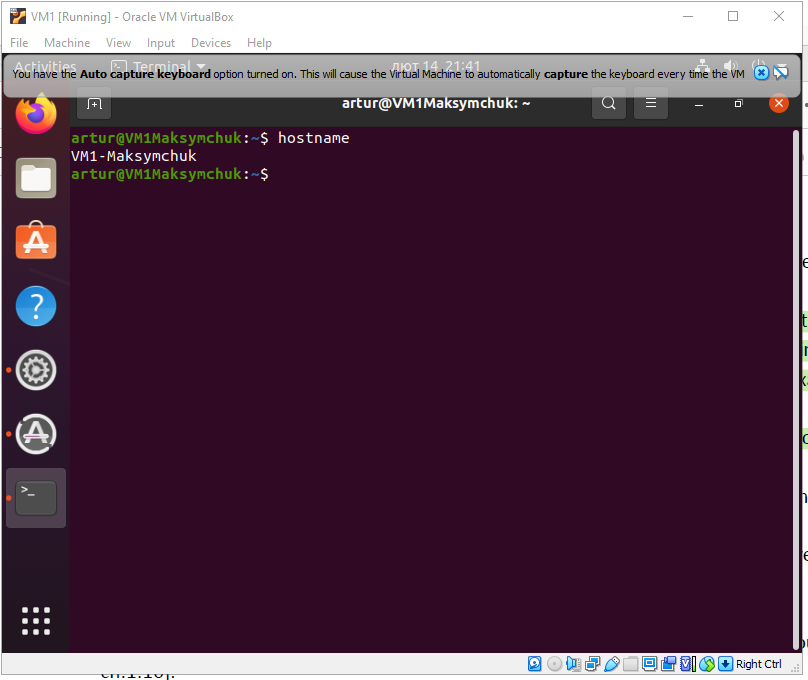 VM1 [Running] - Oracle VM VirtualBox
File Machine View Input Devices Help
Activities Terminal лют 14 21:41
You have the Auto capture keyboard option turned on. This will cause the Virtual Machine to automatically capture the keyboard every time the VM
artur@VM1Maksymchuk: ~
artur@VM1Maksymchuk:~$ hostname
VM1-Maksymchuk
artur@VM1Maksymchuk:~$
Right Ctrl